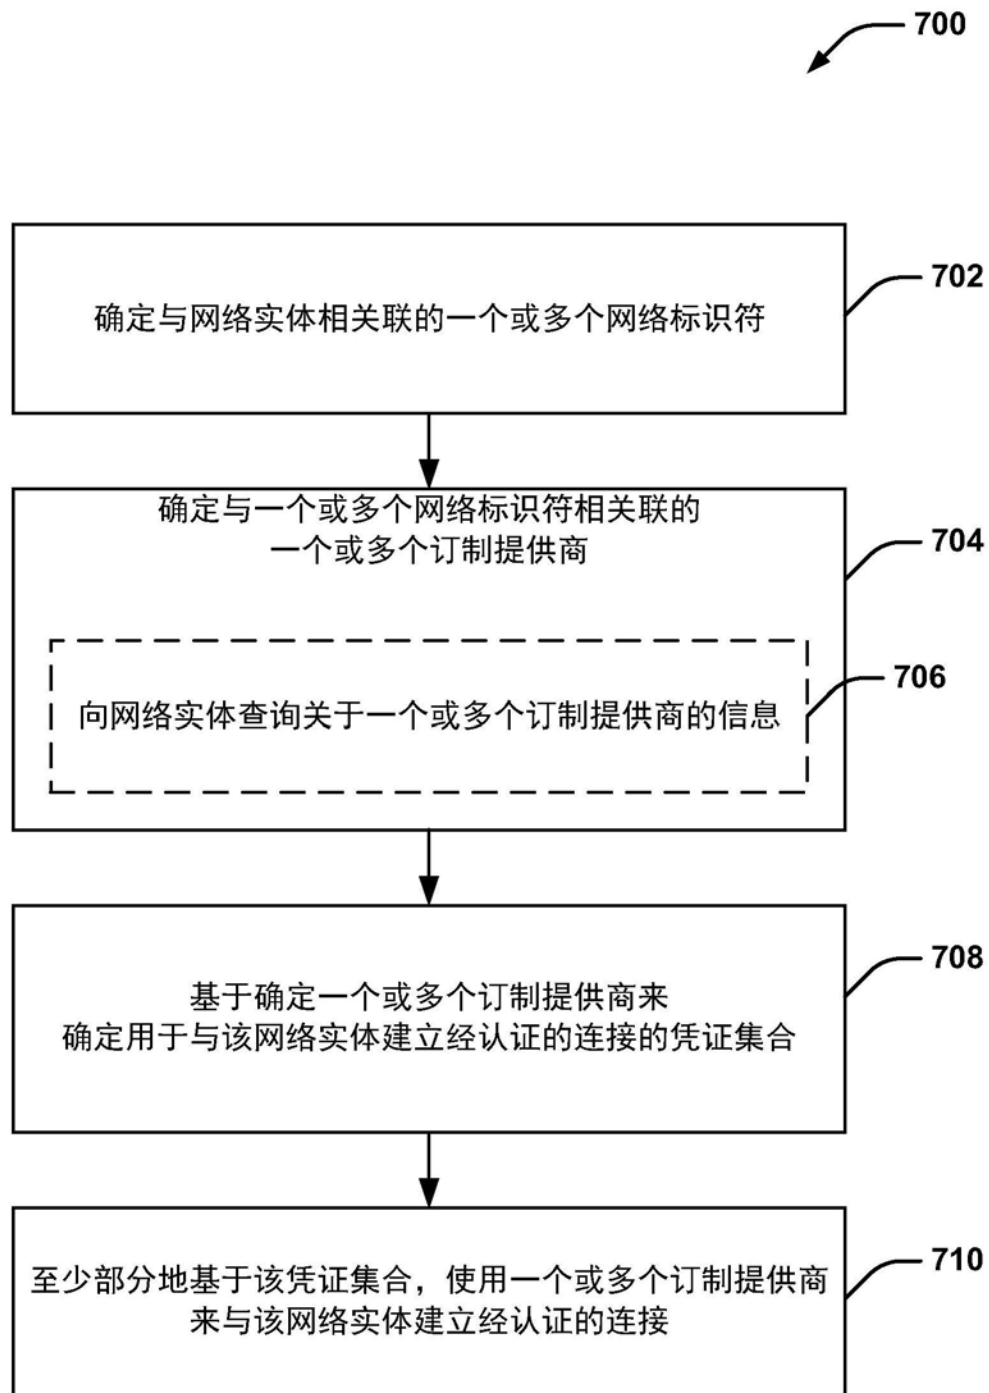 700
确定与网络实体相关联的一个或多个网络标识符
702
确定与一个或多个网络标识符相关联的
一个或多个订制提供商
704
向网络实体查询关于一个或多个订制提供商的信息
706
基于确定一个或多个订制提供商来
确定用于与该网络实体建立经认证的连接的凭证集合
708
至少部分地基于该凭证集合，使用一个或多个订制提供商
来与该网络实体建立经认证的连接
710